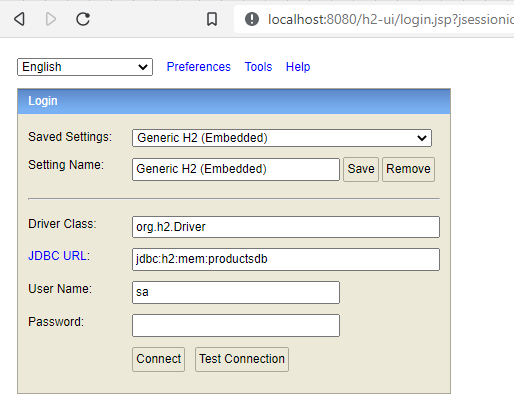 localhost:8080/h2-ui/login.jsp?jsessionid
English Preferences Tools Help
Login
Saved Settings: Generic H2 (Embedded)
Setting Name: Generic H2 (Embedded) Save Remove
Driver Class: org.h2.Driver
JDBC URL: jdbc:h2:mem:productsdb
User Name: sa
Password:
Connect Test Connection